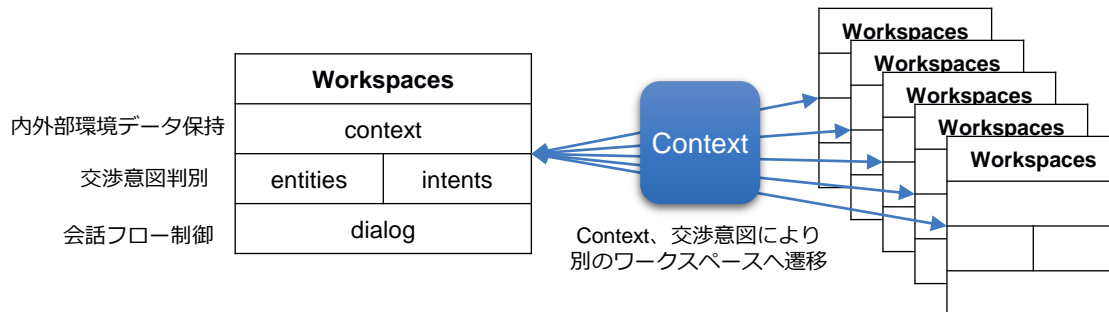 Workspaces
内外部環境データ保持
context
交渉意図判別
entities
intents
会話フロー制御
dialog
Context
Context、交渉意図により
別のワークスペースへ遷移
Workspaces
Workspaces
Workspaces
Workspaces
Workspaces